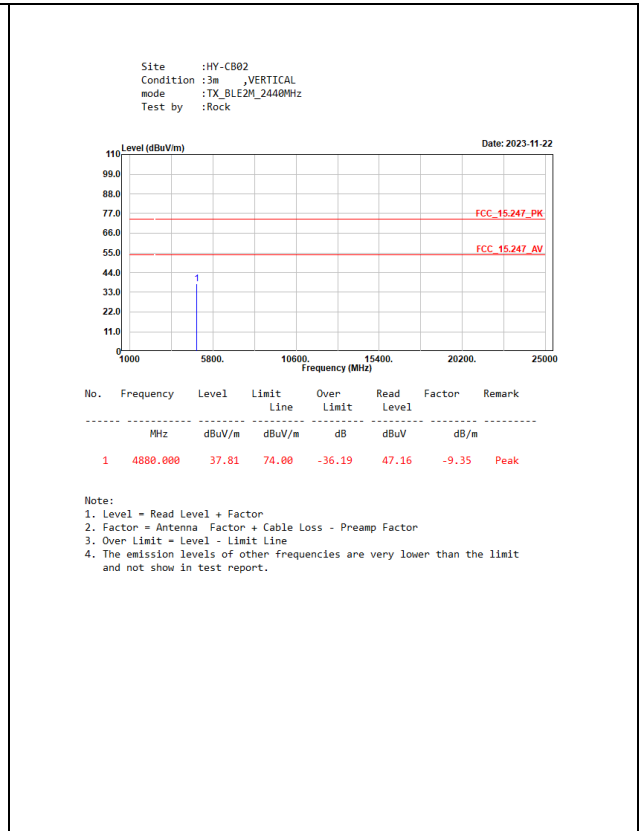 Site :HY-CB02
Condition :3m ,VERTICAL
mode :TX_BLE2M_2440MHz
Test by :Rock
Level (dBuV/m) Date: 2023-11-22
110
99.0
88.0
77.0 FCC_15.247_PK
66.0
55.0 FCC_15.247_AV
44.0
1
33.0
22.0
11.0
0
1000 5800. 10600. 15400. 20200. 25000
Frequency (MHz)
No. Frequency Level Limit Over Read Factor Remark
Line Limit Level
------ ---------- -------- -------- -------- -------- -------- ---------
MHz dBuV/m dBuV/m dB dBuV dB/m
1 4880.000 37.81 74.00 -36.19 47.16 -9.35 Peak
Note:
1. Level = Read Level + Factor
2. Factor = Antenna Factor + Cable Loss - Preamp Factor
3. Over Limit = Level - Limit Line
4. The emission levels of other frequencies are very lower than the limit
and not show in test report.